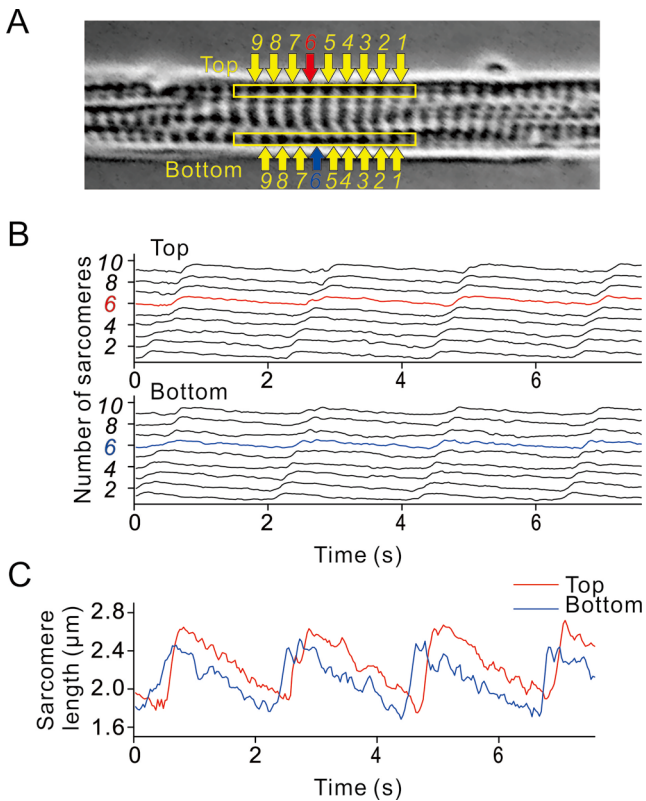 A
9 8 7 6 5 4 3 2 1
Top
Bottom
9 8 7 6 5 4 3 2 1
B
Top
10
8
6
4
2
0 2 4 6
Number of sarcomeres
Bottom
10
8
6
4
2
0 2 4 6
Time (s)
C
Top
Bottom
2.8
2.4
2.0
1.6
Sarcomere
length (μm)
0 2 4 6
Time (s)